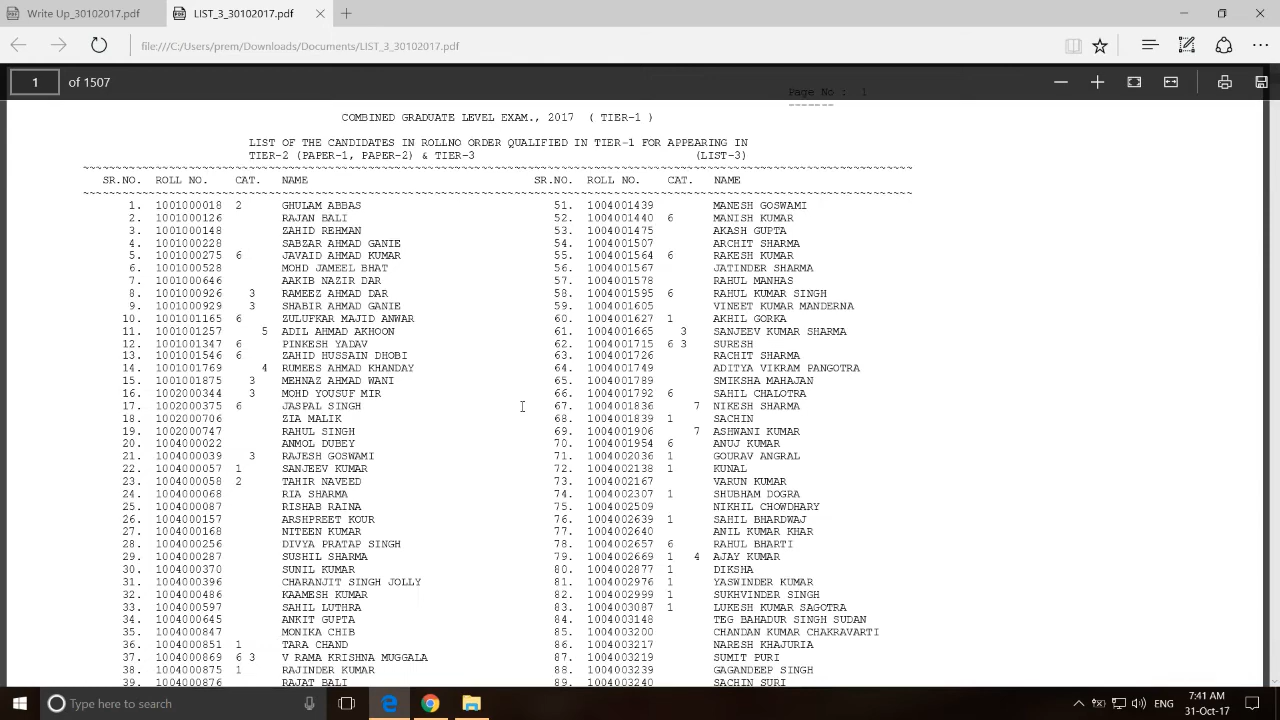 Write Up_30102017.pdf LIST_3_30102017.pdf
file:///C:/Users/prem/Downloads/Documents/LIST_3_30102017.pdf
1 of 1507
Page No : 1
COMBINED GRADUATE LEVEL EXAM., 2017 ( TIER-1 )
LIST OF THE CANDIDATES IN ROLLNO ORDER QUALIFIED IN TIER-1 FOR APPEARING IN
TIER-2 (PAPER-1, PAPER-2) & TIER-3 (LIST-3)
SR.NO. ROLL NO. CAT. NAME SR.NO. ROLL NO. CAT. NAME
1. 1001000018 2 GHULAM ABBAS 51. 1004001439 MANESH GOSWAMI
2. 1001000126 RAJAN BALI 52. 1004001440 6 MANISH KUMAR
3. 1001000148 ZAHID REHMAN 53. 1004001475 AKASH GUPTA
4. 1001000228 SABZAR AHMAD GANIE 54. 1004001507 ARCHIT SHARMA
5. 1001000275 6 JAVAID AHMAD KUMAR 55. 1004001564 6 RAKESH KUMAR
6. 1001000528 MOHD JAMEEL BHAT 56. 1004001567 JATINDER SHARMA
7. 1001000646 AAKIB NAZIR DAR 57. 1004001578 RAHUL MANHAS
8. 1001000926 3 RAMEEZ AHMAD DAR 58. 1004001595 6 RAHUL KUMAR SINGH
9. 1001000929 3 SHABIR AHMAD GANIE 59. 1004001605 VINEET KUMAR MANDERNA
10. 1001001165 6 ZULUFKAR MAJID ANWAR 60. 1004001627 1 AKHIL GORKA
11. 1001001257 5 ADIL AHMAD AKHOON 61. 1004001665 3 SANJEEV KUMAR SHARMA
12. 1001001347 6 PINKESH YADAV 62. 1004001715 6 3 SURESH
13. 1001001546 6 ZAHID HUSSAIN DHOBI 63. 1004001726 RACHIT SHARMA
14. 1001001769 4 RUMEES AHMAD KHANDAY 64. 1004001749 ADITYA VIKRAM PANGOTRA
15. 1001001875 3 MEHNAZ AHMAD WANI 65. 1004001789 SMIKSHA MAHAJAN
16. 1002000344 3 MOHD YOUSUF MIR 66. 1004001792 6 SAHIL CHALOTRA
17. 1002000375 6 JASPAL SINGH 67. 1004001836 7 NIKESH SHARMA
18. 1002000706 ZIA MALIK 68. 1004001839 1 SACHIN
19. 1002000747 RAHUL SINGH 69. 1004001906 7 ASHWANI KUMAR
20. 1004000022 ANMOL DUBEY 70. 1004001954 6 ANUJ KUMAR
21. 1004000039 3 RAJESH GOSWAMI 71. 1004002036 1 GOURAV ANGRAL
22. 1004000057 1 SANJEEV KUMAR 72. 1004002138 1 KUNAL
23. 1004000058 2 TAHIR NAVEED 73. 1004002167 VARUN KUMAR
24. 1004000068 RIA SHARMA 74. 1004002307 1 SHUBHAM DOGRA
25. 1004000087 RISHAB RAINA 75. 1004002509 NIKHIL CHOWDHARY
26. 1004000157 ARSHPREET KOUR 76. 1004002639 1 SAHIL BHARDWAJ
27. 1004000168 NITEEN KUMAR 77. 1004002640 ANIL KUMAR KHAR
28. 1004000256 DIVYA PRATAP SINGH 78. 1004002657 6 RAHUL BHARTI
29. 1004000287 SUSHIL SHARMA 79. 1004002669 1 4 AJAY KUMAR
30. 1004000370 SUNIL KUMAR 80. 1004002877 1 DIKSHA
31. 1004000396 CHARANJIT SINGH JOLLY 81. 1004002976 1 YASWINDER KUMAR
32. 1004000486 KAAMESH KUMAR 82. 1004002999 1 SUKHVINDER SINGH
33. 1004000597 SAHIL LUTHRA 83. 1004003087 1 LUKESH KUMAR SAGOTRA
34. 1004000645 ANKIT GUPTA 84. 1004003148 TEG BAHADUR SINGH SUDAN
35. 1004000847 MONIKA CHIB 85. 1004003200 CHANDAN KUMAR CHAKRAVARTI
36. 1004000851 1 TARA CHAND 86. 1004003217 NARESH KHAJURIA
37. 1004000869 6 3 V RAMA KRISHNA MUGGALA 87. 1004003219 SUMIT PURI
38. 1004000875 1 RAJINDER KUMAR 88. 1004003239 GAGANDEEP SINGH
39. 1004000876 RAJAT BALI 89. 1004003240 SACHIN SURI
Type here to search ENG 7:41 AM
31-Oct-17